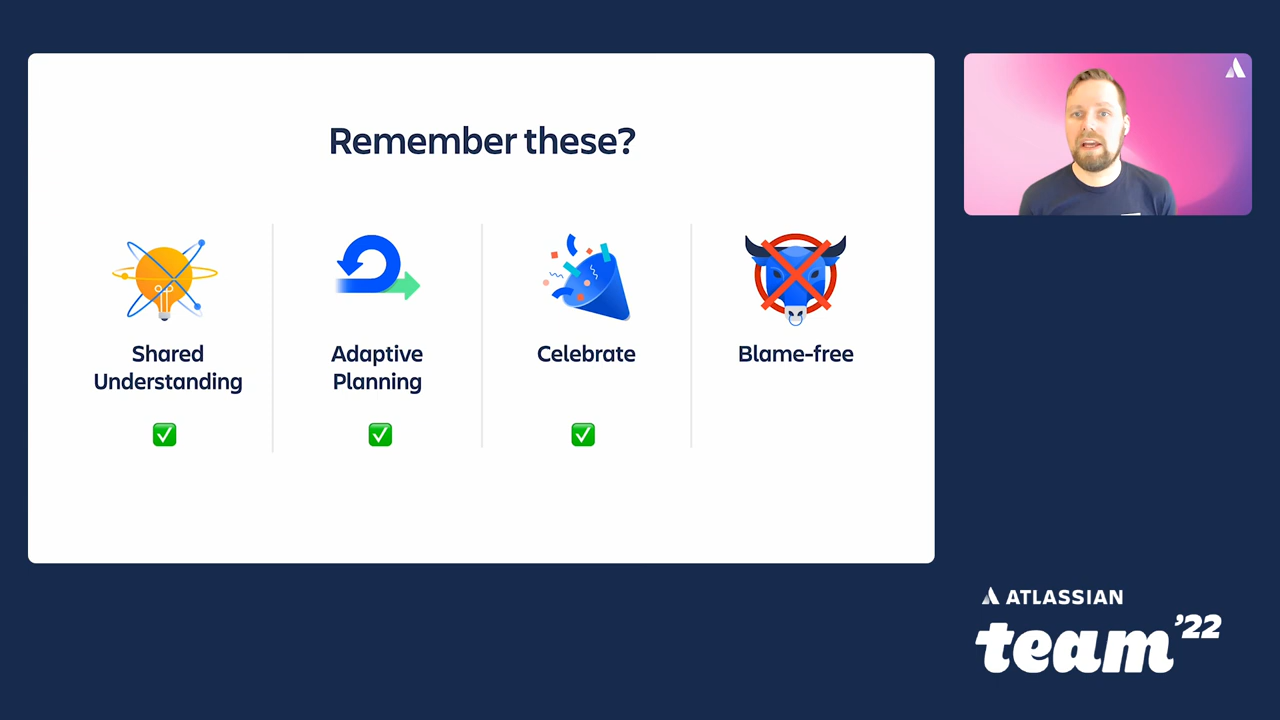 Remember these?
Shared
Understanding
Adaptive
Planning
Celebrate
Blame-free
ATLASSIAN
team '22